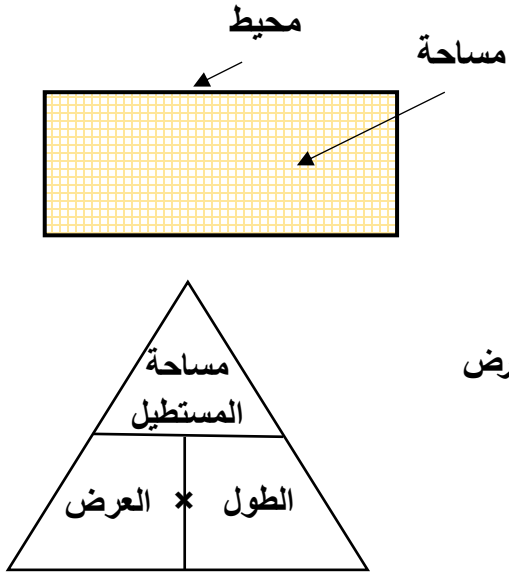 محيط
مساحة
مساحة
المستطيل
الطول × العرض